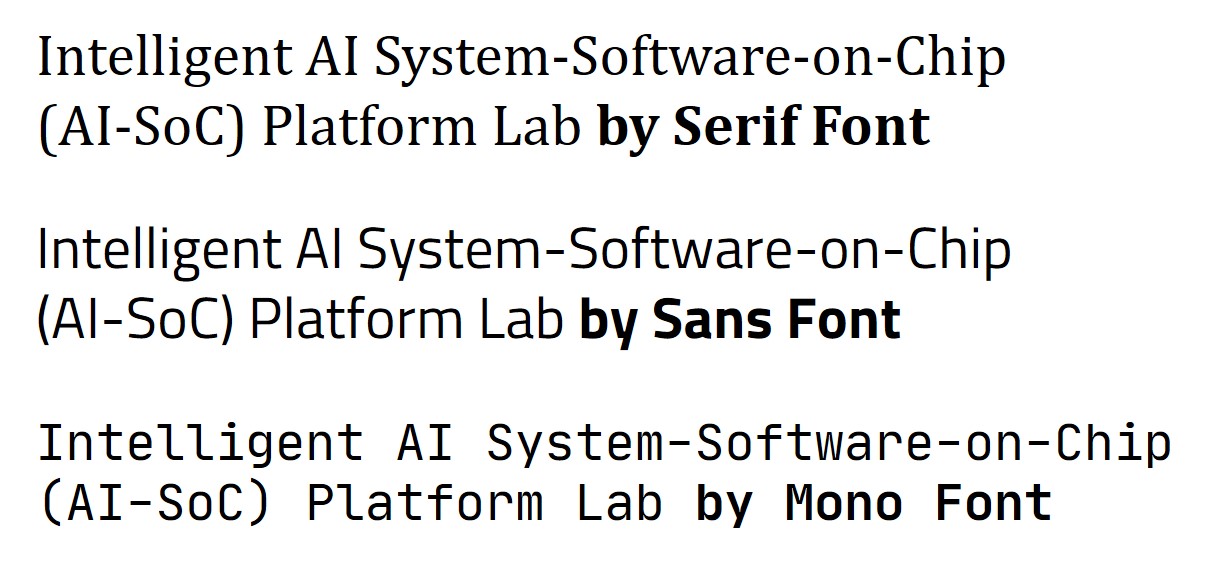 Intelligent AI System-Software-on-Chip
(AI-SoC) Platform Lab by Serif Font
Intelligent AI System-Software-on-Chip
(AI-SoC) Platform Lab by Sans Font
Intelligent AI System-Software-on-Chip
(AI-SoC) Platform Lab by Mono Font